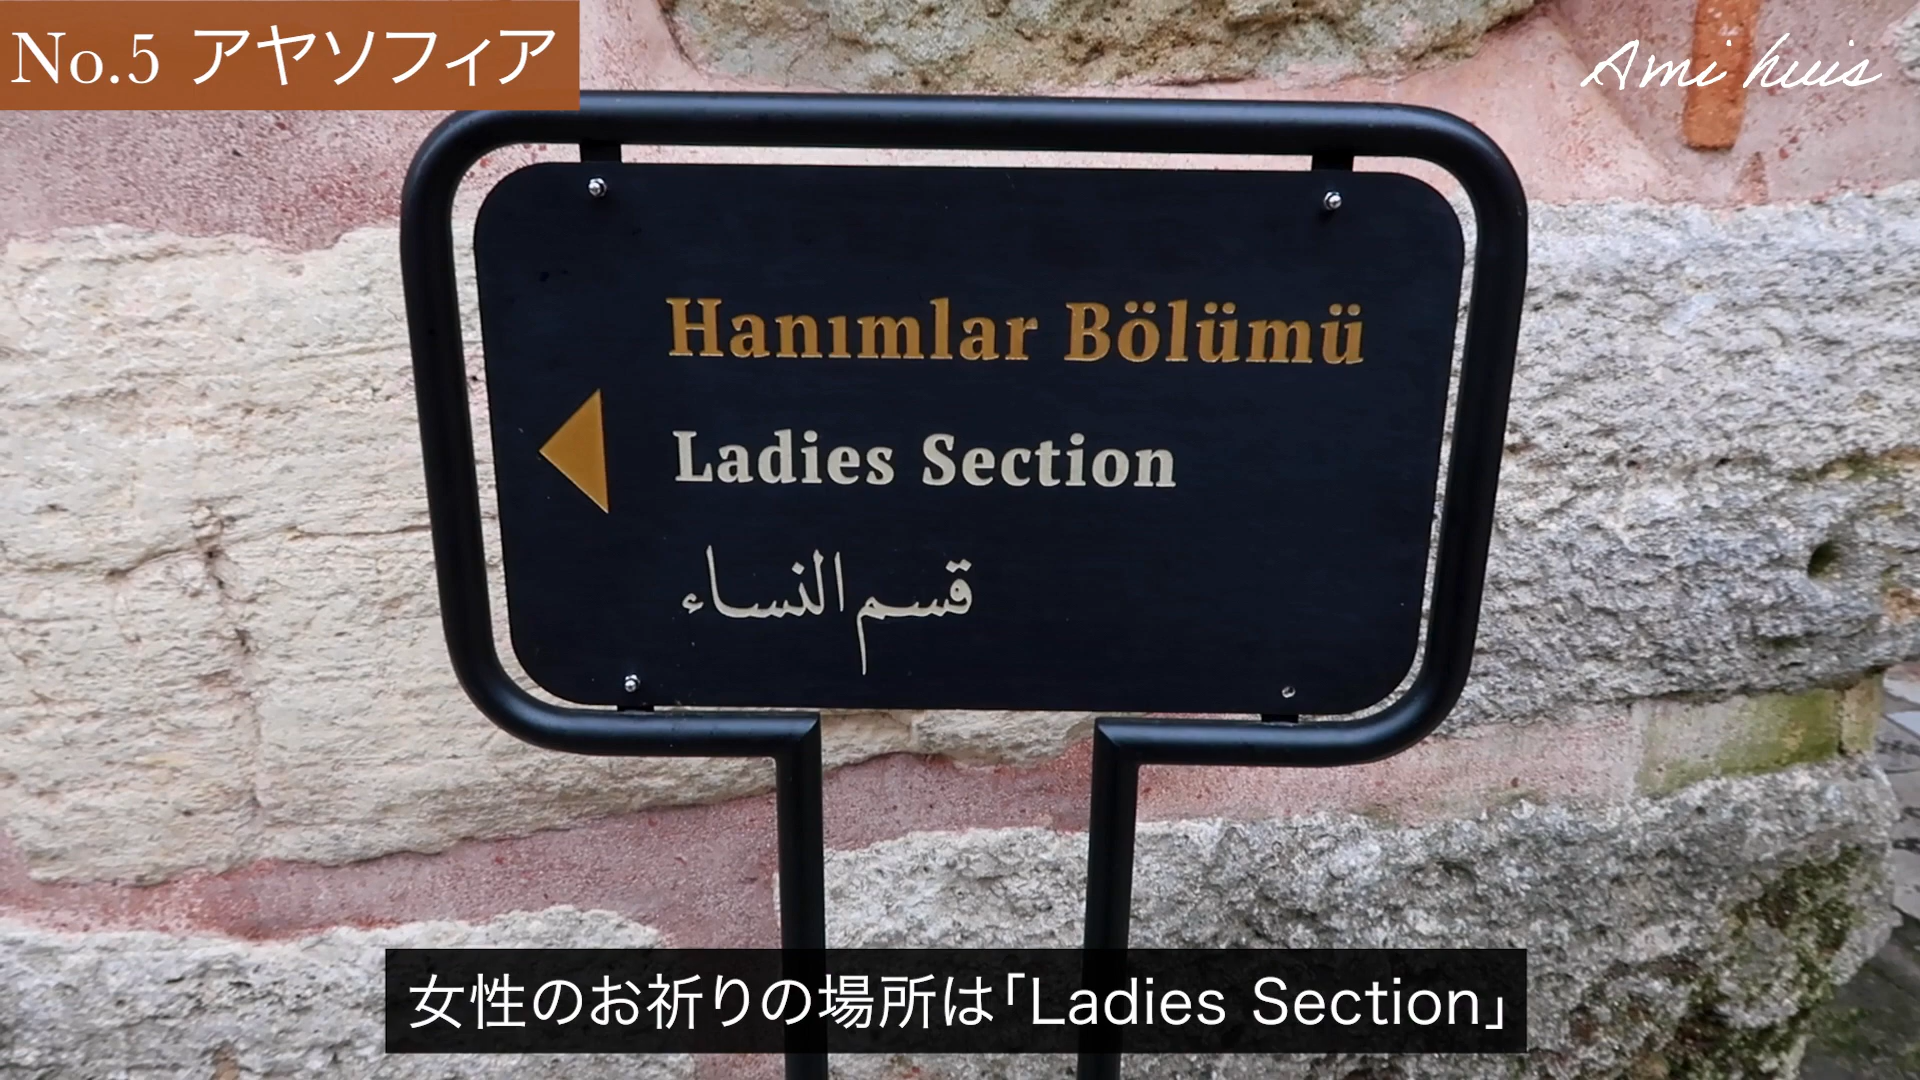 No.5 アヤソフィア
Ami huis
Hanımlar Bölümü
Ladies Section
قسم النساء
女性のお祈りの場所は「Ladies Section」